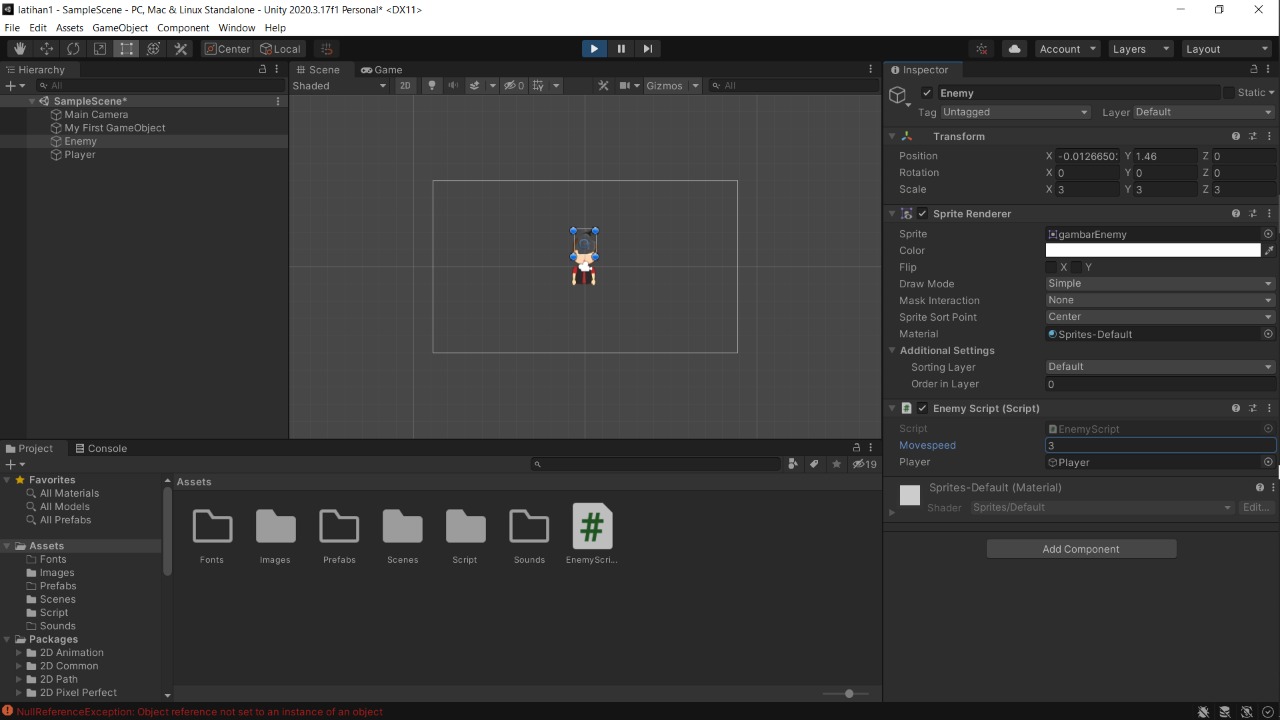 latihan1 - SampleScene - PC, Mac & Linux Standalone - Unity 2020.3.17f1 Personal* <DX11>
File Edit Assets GameObject Component Window Help
Center Local Account Layers Layout
Hierarchy
All
SampleScene*
Main Camera
My First GameObject
Enemy
Player
Scene Game
Shaded 2D 0 Gizmos All
Inspector
Enemy Static
Tag Untagged Layer Default
Transform
Position X -0.0126650: Y 1.46 Z 0
Rotation X 0 Y 0 Z 0
Scale X 3 Y 3 Z 3
Sprite Renderer
Sprite gambarEnemy
Color
Flip X Y
Draw Mode Simple
Mask Interaction None
Sprite Sort Point Center
Material Sprites-Default
Additional Settings
Sorting Layer Default
Order in Layer 0
# Enemy Script (Script)
Script EnemyScript
Movespeed 3
Player Player
Sprites-Default (Material)
Shader Sprites/Default Edit...
Add Component
Project Console
19
Favorites
All Materials
All Models
All Prefabs
Assets
Fonts
Images
Prefabs
Scenes
Script
Sounds
Packages
2D Animation
2D Common
2D Path
2D Pixel Perfect
Assets
#
Fonts Images Prefabs Scenes Script Sounds EnemyScri...
NullReferenceException: Object reference not set to an instance of an object